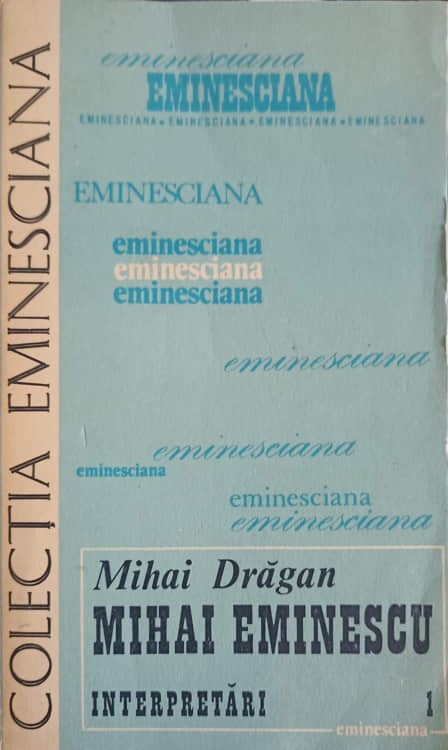 COLECȚIA EMINESCIANA
eminesciana
EMINESCIANA
EMINESCIANA • EMINESCIANA • EMINESCIANA • EMINESCIANA
EMINESCIANA
eminesciana
eminesciana
eminesciana
eminesciana
eminesciana
eminesciana
eminesciana
eminesciana
Mihai Drăgan
MIHAI EMINESCU
INTERPRETĂRI 1
eminesciana